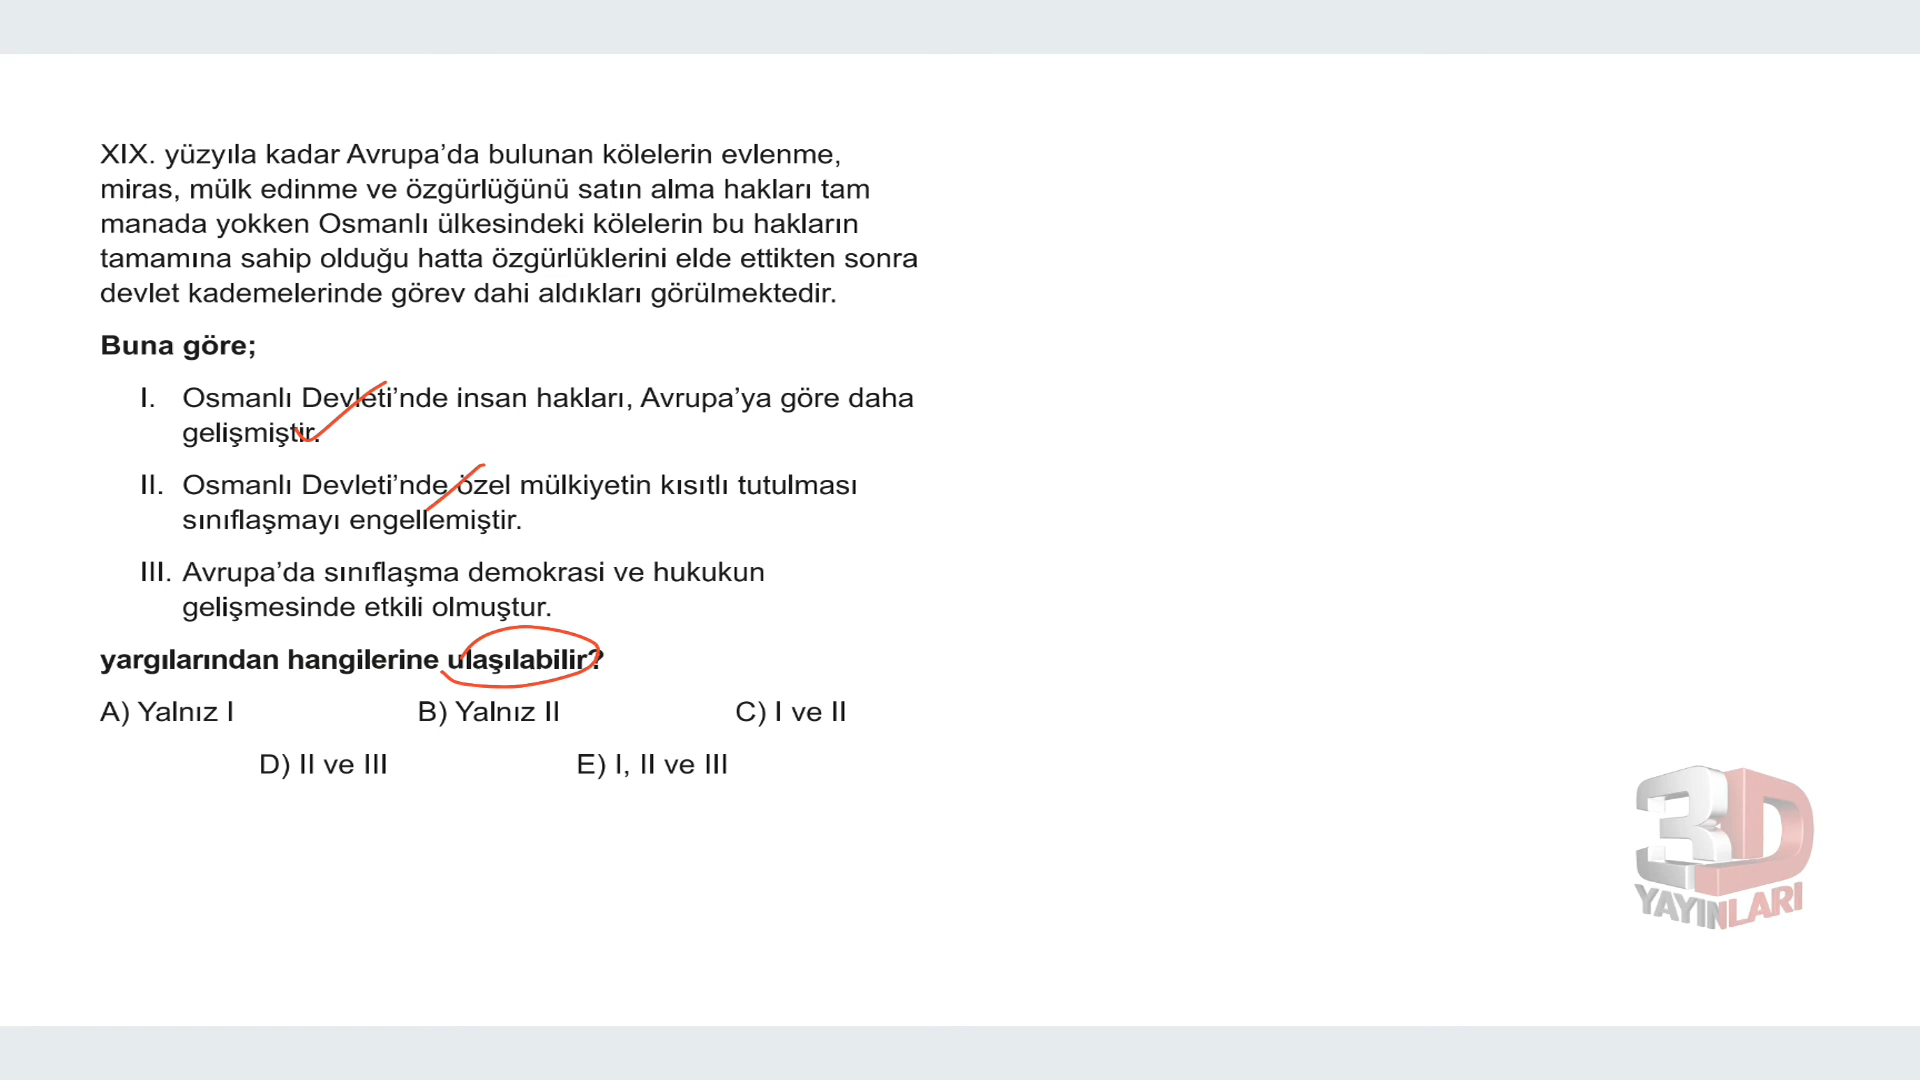 XIX. yüzyıla kadar Avrupa’da bulunan kölelerin evlenme,
miras, mülk edinme ve özgürlüğünü satın alma hakları tam
manada yokken Osmanlı ülkesindeki kölelerin bu hakların
tamamına sahip olduğu hatta özgürlüklerini elde ettikten sonra
devlet kademelerinde görev dahi aldıkları görülmektedir.
Buna göre;
I. Osmanlı Devleti’nde insan hakları, Avrupa’ya göre daha
gelişmiştir.
II. Osmanlı Devleti’nde özel mülkiyetin kısıtlı tutulması
sınıflaşmayı engellemiştir.
III. Avrupa’da sınıflaşma demokrasi ve hukukun
gelişmesinde etkili olmuştur.
yargılarından hangilerine ulaşılabilir?
A) Yalnız I B) Yalnız II C) I ve II
D) II ve III E) I, II ve III
3D
YAYINLARI